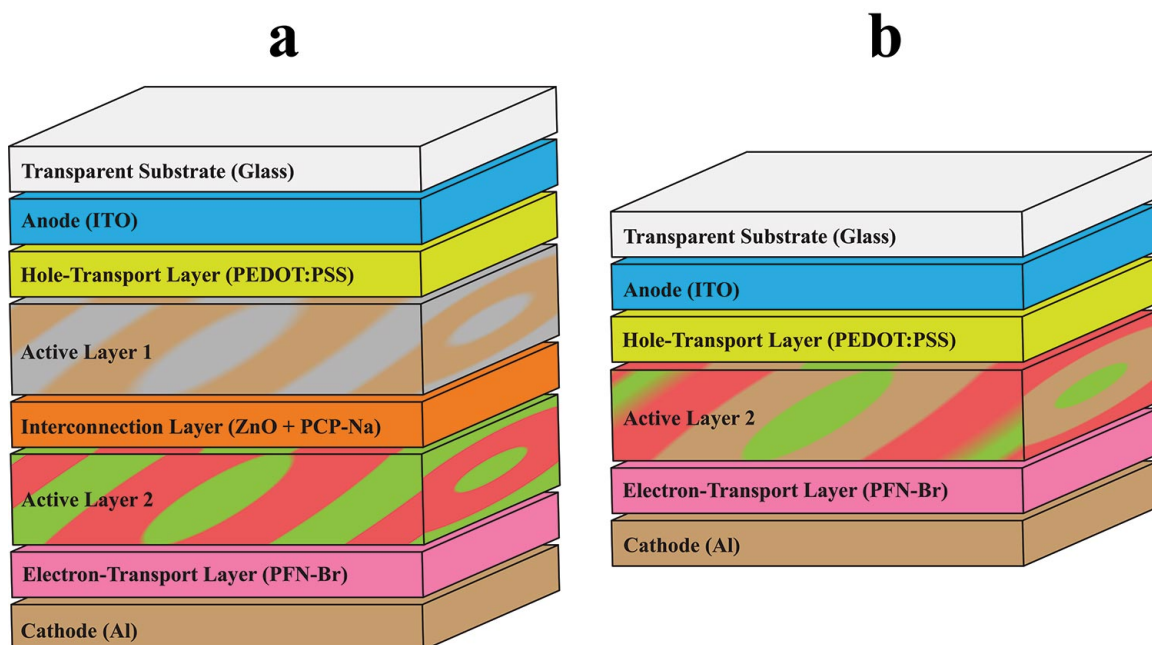 a
Transparent Substrate (Glass)
Anode (ITO)
Hole-Transport Layer (PEDOT:PSS)
Active Layer 1
Interconnection Layer (ZnO + PCP-Na)
Active Layer 2
Electron-Transport Layer (PFN-Br)
Cathode (Al)
b
Transparent Substrate (Glass)
Anode (ITO)
Hole-Transport Layer (PEDOT:PSS)
Active Layer 2
Electron-Transport Layer (PFN-Br)
Cathode (Al)